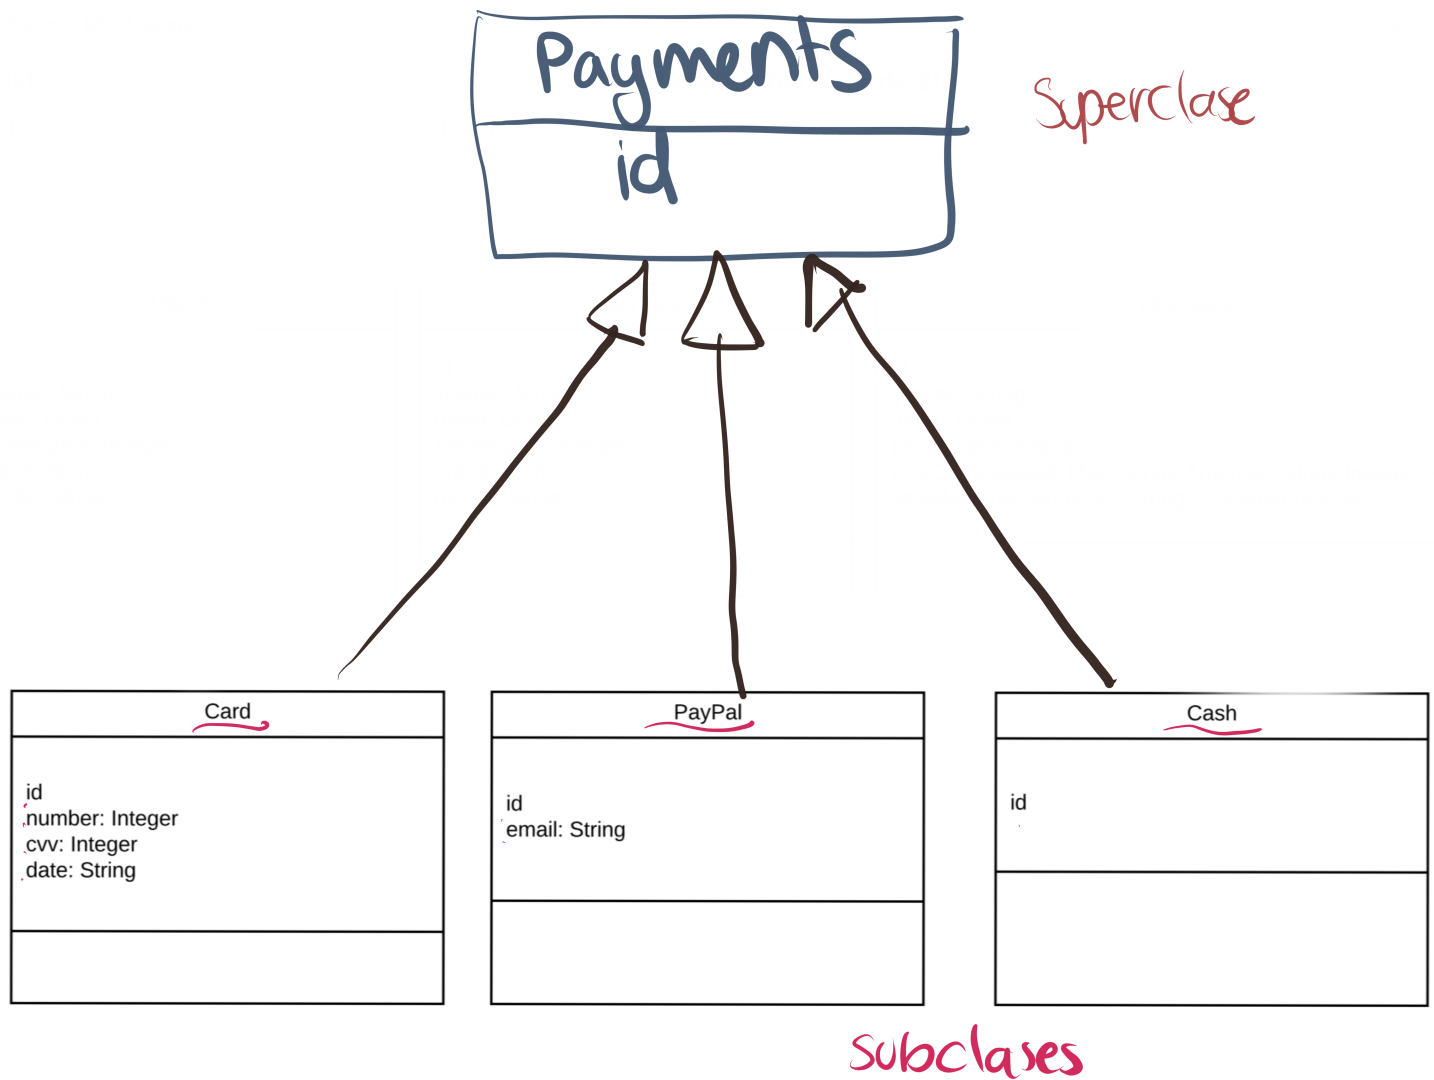 Payments
Superclase
id
Card
id
number: Integer
cvv: Integer
date: String
PayPal
id
email: String
Cash
id
subclases